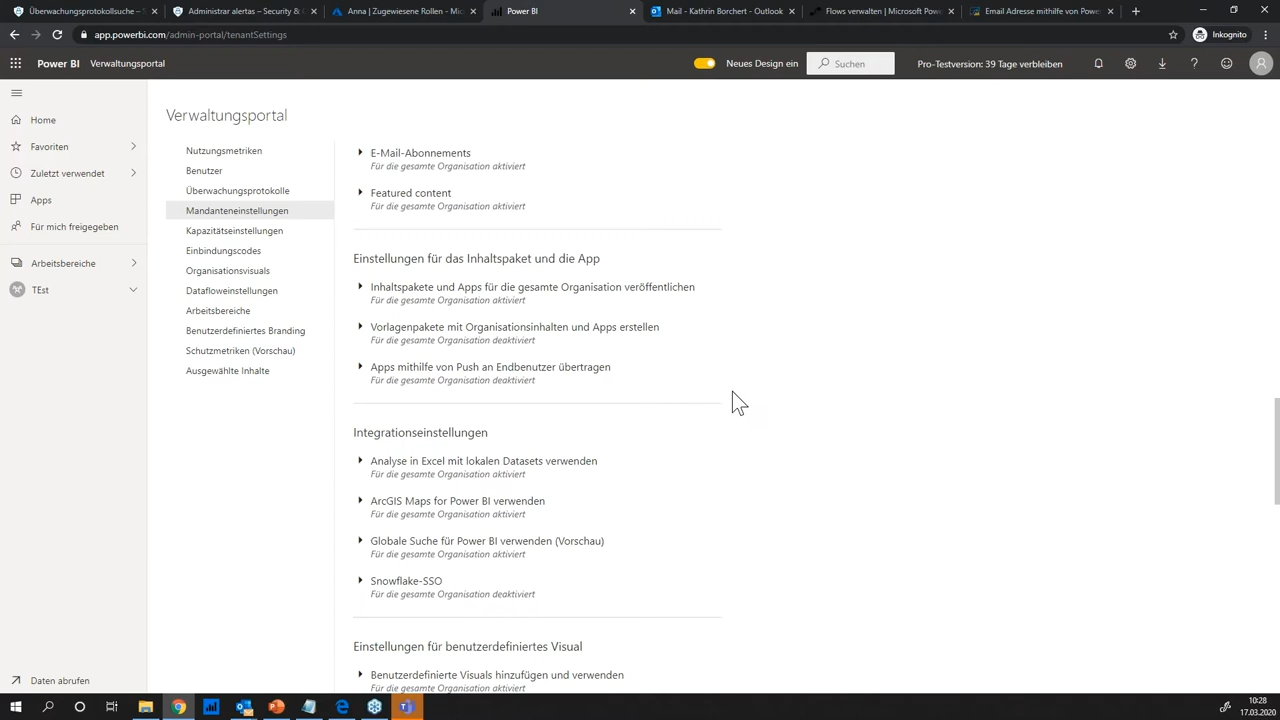 Überwachungsprotokollsuche – S
Administrar alertas – Security &
Anna | Zugewiesene Rollen - Mic
Power BI
Mail - Kathrin Borchert - Outlook
Flows verwalten | Microsoft Powe
Email Adresse mithilfe von Powe
app.powerbi.com/admin-portal/tenantSettings
Inkognito
Power BI
Verwaltungsportal
Neues Design ein
Suchen
Pro-Testversion: 39 Tage verbleiben
Home
Favoriten
Zuletzt verwendet
Apps
Für mich freigegeben
Arbeitsbereiche
TEst
Daten abrufen
Verwaltungsportal
Nutzungsmetriken
Benutzer
Überwachungsprotokolle
Mandanteneinstellungen
Kapazitätseinstellungen
Einbindungscodes
Organisationsvisuals
Datafloweinstellungen
Arbeitsbereiche
Benutzerdefiniertes Branding
Schutzmetriken (Vorschau)
Ausgewählte Inhalte
E-Mail-Abonnements
Für die gesamte Organisation aktiviert
Featured content
Für die gesamte Organisation aktiviert
Einstellungen für das Inhaltspaket und die App
Inhaltspakete und Apps für die gesamte Organisation veröffentlichen
Für die gesamte Organisation aktiviert
Vorlagenpakete mit Organisationsinhalten und Apps erstellen
Für die gesamte Organisation deaktiviert
Apps mithilfe von Push an Endbenutzer übertragen
Für die gesamte Organisation deaktiviert
Integrationseinstellungen
Analyse in Excel mit lokalen Datasets verwenden
Für die gesamte Organisation aktiviert
ArcGIS Maps for Power BI verwenden
Für die gesamte Organisation aktiviert
Globale Suche für Power BI verwenden (Vorschau)
Für die gesamte Organisation aktiviert
Snowflake-SSO
Für die gesamte Organisation deaktiviert
Einstellungen für benutzerdefiniertes Visual
Benutzerdefinierte Visuals hinzufügen und verwenden
Für die gesamte Organisation aktiviert
10:28
17.03.2020